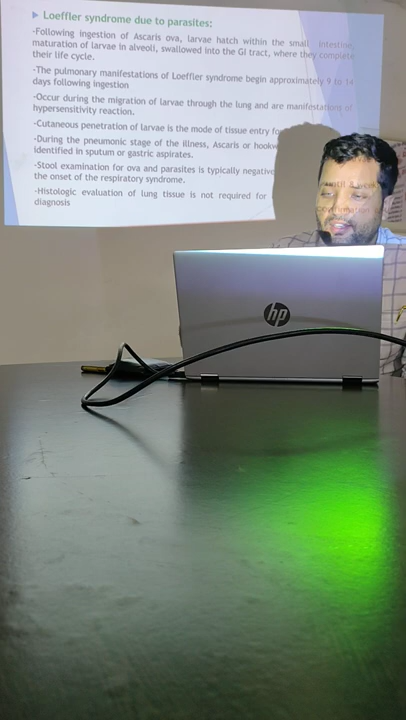 ► Loeffler syndrome due to parasites:
-Following ingestion of Ascaris ova, larvae hatch within the small intestine
maturation of larvae in alveoli, swallowed into the GI tract, where they complete
their life cycle.
-The pulmonary manifestations of Loeffler syndrome begin approximately 9 to 14
days following ingestion
-Occur during the migration of larvae through the lung and are manifestations of
hypersensitivity reaction.
-Cutaneous penetration of larvae is the mode of tissue entry for
-During the pneumonic stage of the illness, Ascaris or
identified in sputum or gastric aspirates.
-Stool examination for ova and parasites is typically negative
the onset of the respiratory syndrome.
-Histologic evaluation of lung tissue is not required for
diagnosis
hp